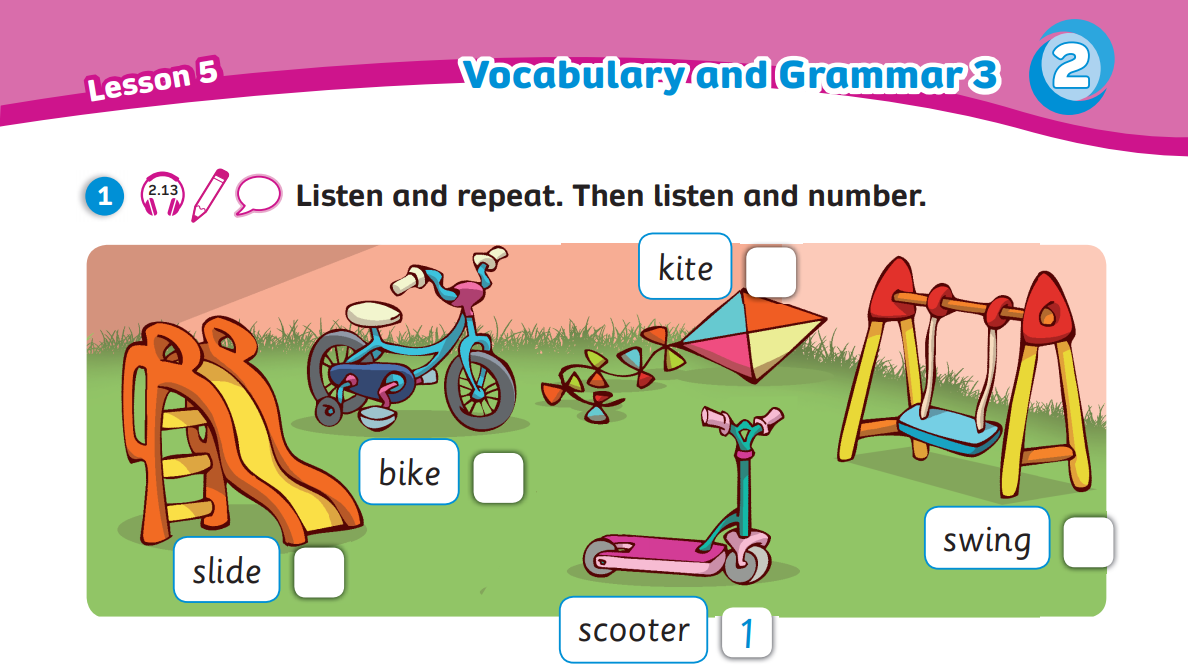 Lesson 5
Vocabulary and Grammar 3
2
1 2.13 Listen and repeat. Then listen and number.
kite
bike
swing
slide
scooter 1